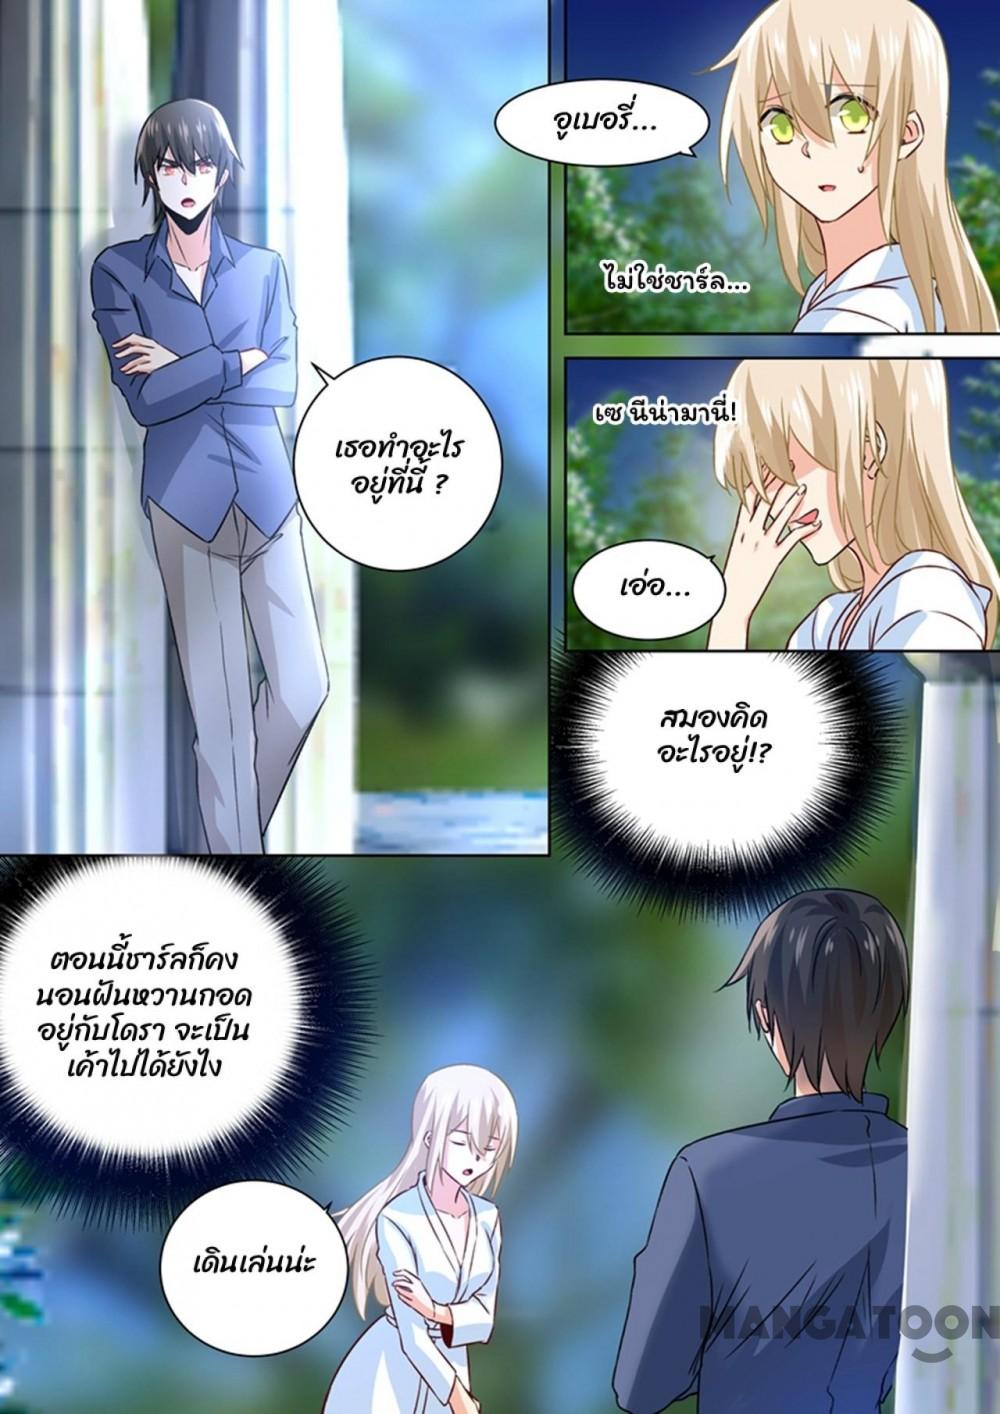 อูเบอรี่...
ไม่ใช่ชาร์ล...
เธอทำอะไร
อยู่ที่นี้ ?
เซ นีน่ามานี่!
เอ่อ...
สมองคิด
อะไรอยู่!?
ตอนนี้ชาร์ลก็คง
นอนฝันหวานกอด
อยู่กับโดรา จะเป็น
เค้าไปได้ยังไง
เดินเล่นน่ะ
MANGATOON